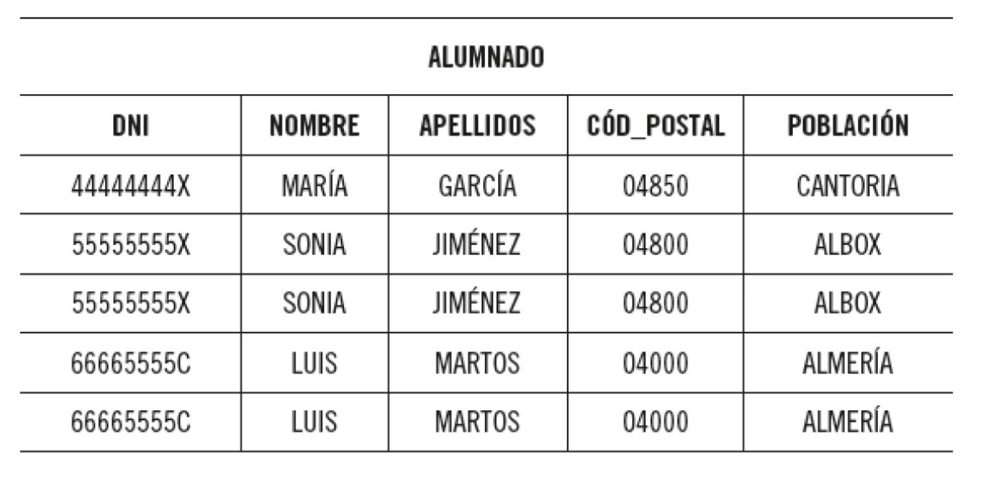 ALUMNADO
DNI NOMBRE APELLIDOS CÓD_POSTAL POBLACIÓN
44444444X MARÍA GARCÍA 04850 CANTORIA
55555555X SONIA JIMÉNEZ 04800 ALBOX
55555555X SONIA JIMÉNEZ 04800 ALBOX
66665555C LUIS MARTOS 04000 ALMERÍA
66665555C LUIS MARTOS 04000 ALMERÍA